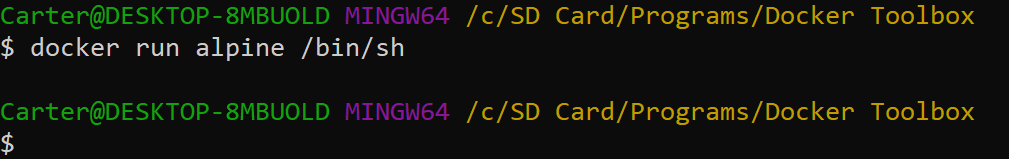 Carter@DESKTOP-8MBUOLD MINGW64 /c/SD Card/Programs/Docker Toolbox
$ docker run alpine /bin/sh
Carter@DESKTOP-8MBUOLD MINGW64 /c/SD Card/Programs/Docker Toolbox
$